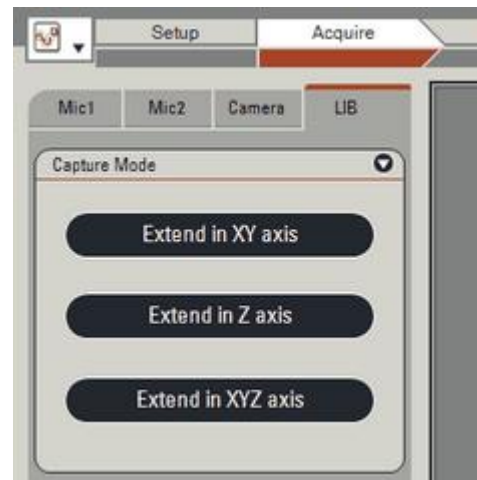 Setup Acquire
Mic1 Mic2 Camera LIB
Capture Mode
Extend in XY axis
Extend in Z axis
Extend in XYZ axis